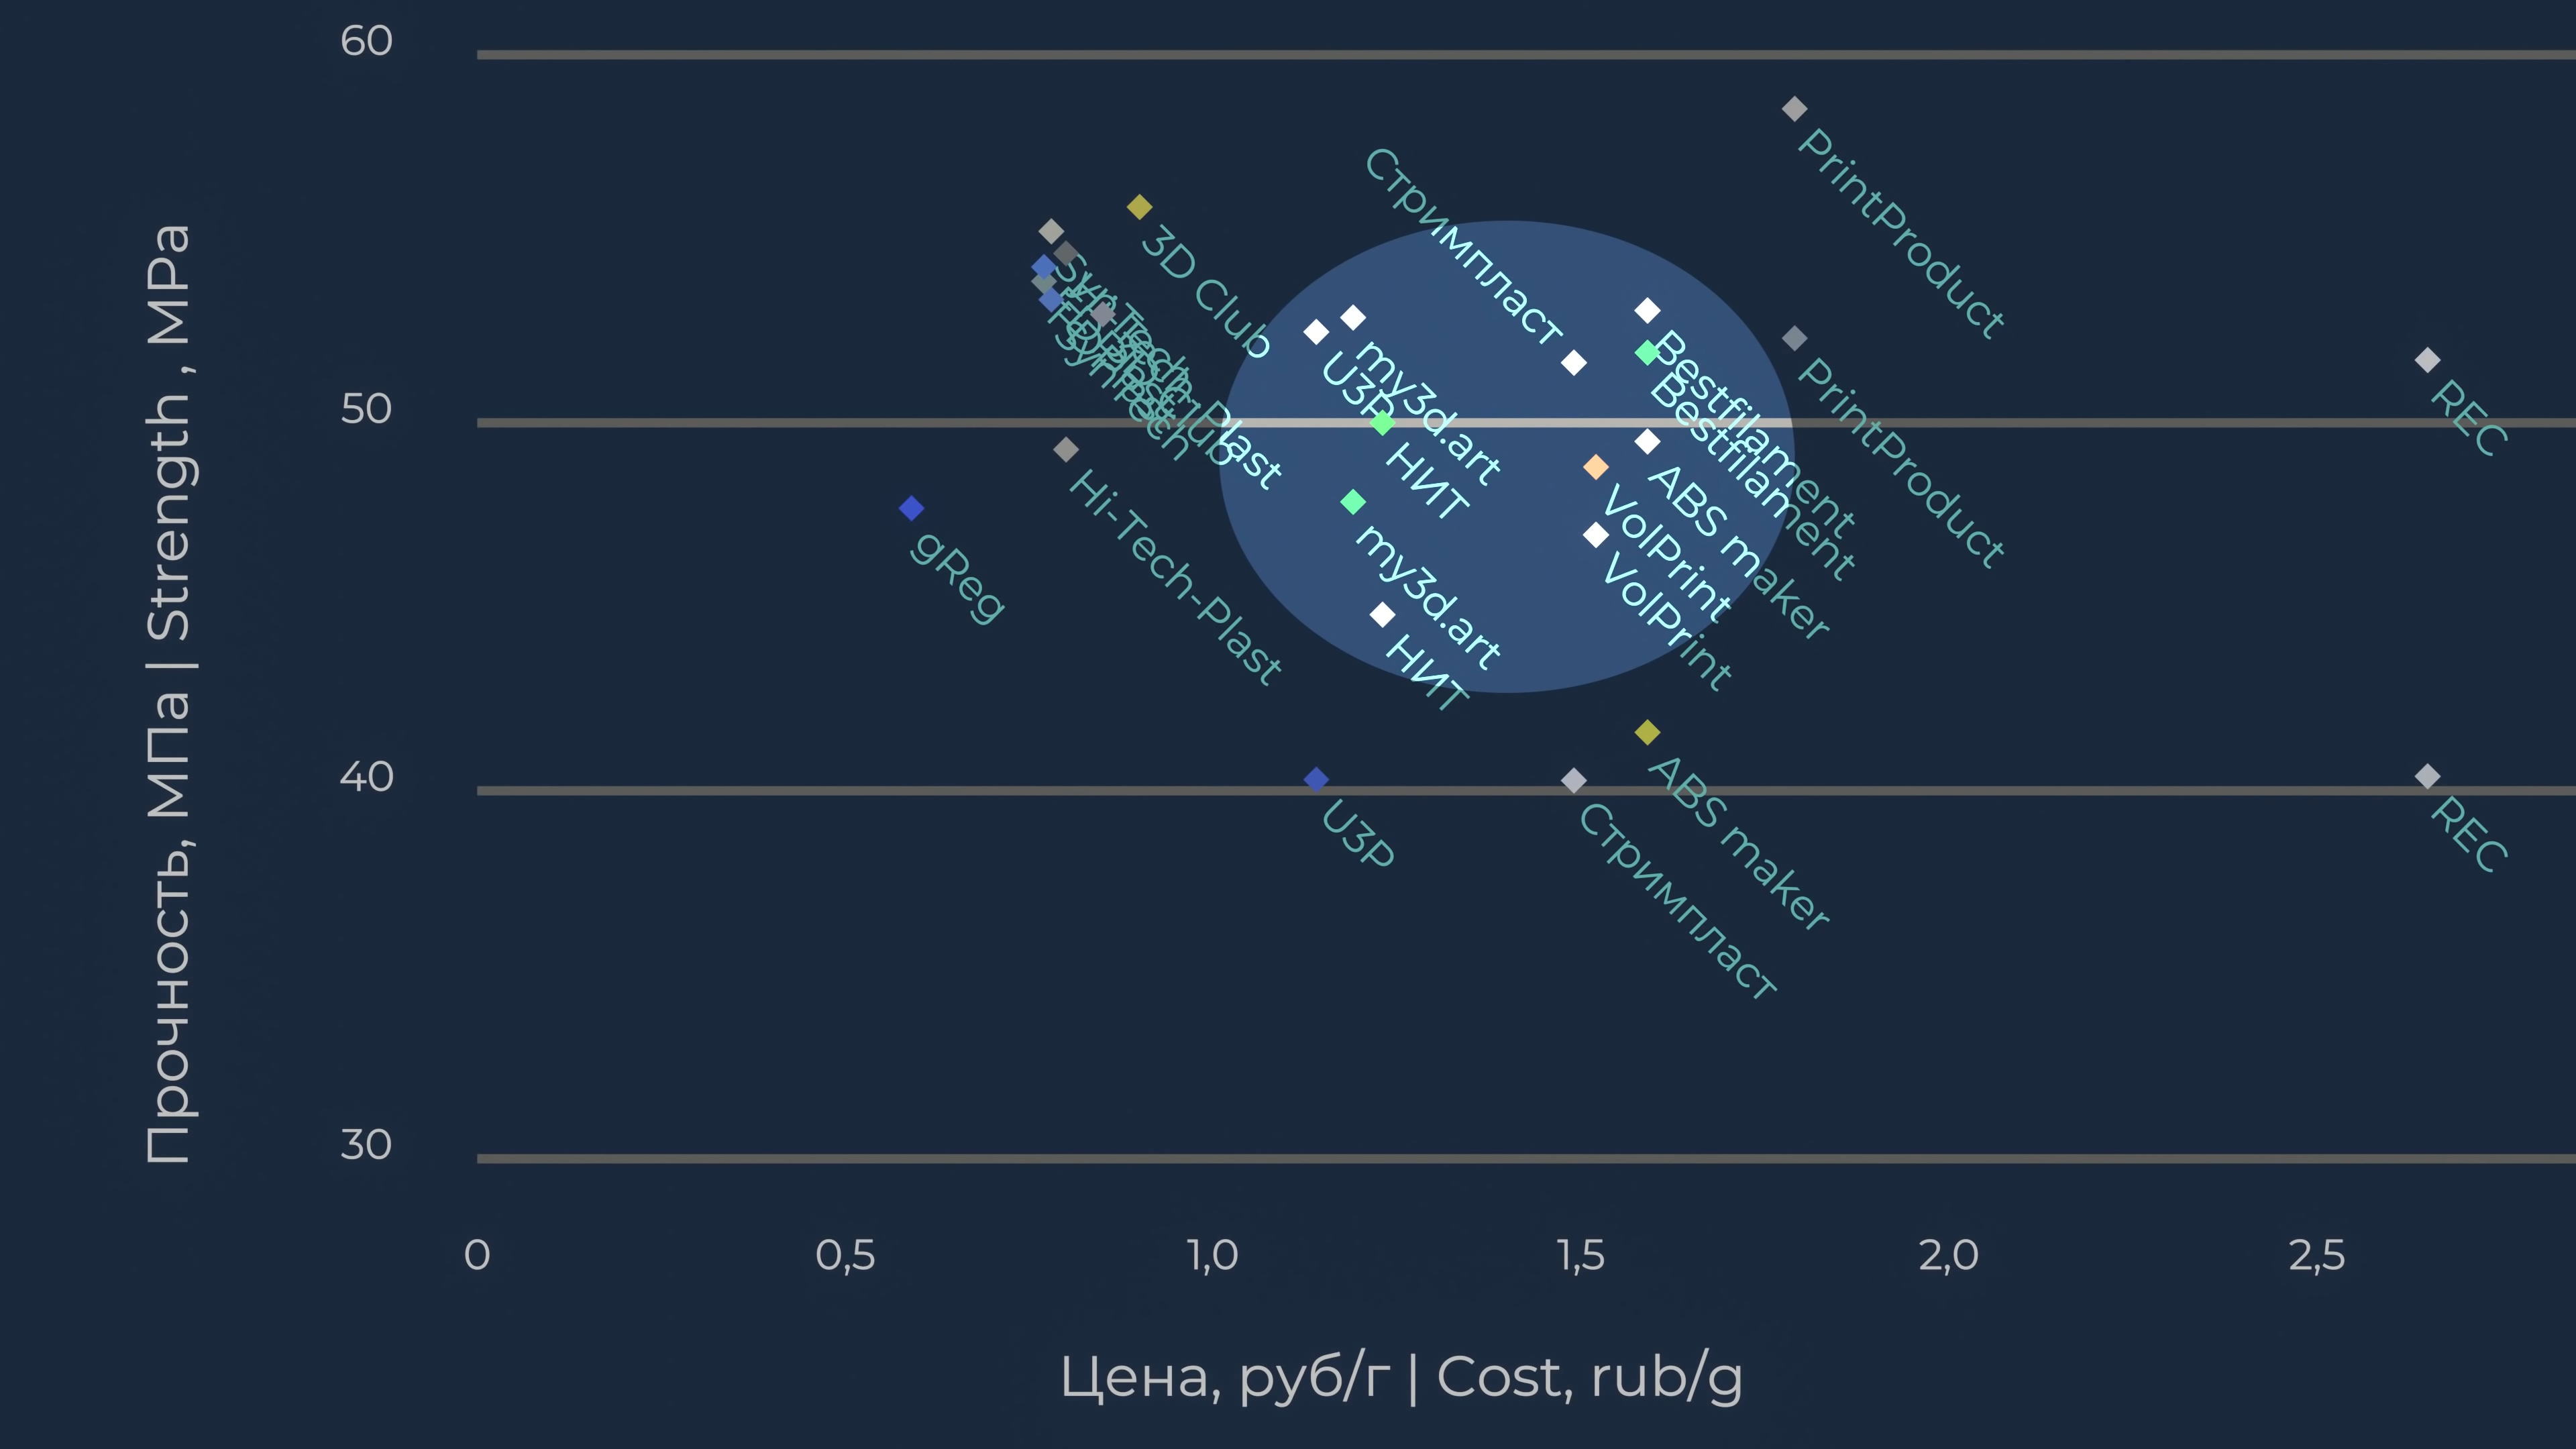 60
50
40
30
Прочность, МПа | Strength , MPa
PrintProduct
Стримпласт
3D Club
my3d.art
U3P
Bestfilament
Bestfilament
PrintProduct
REC
НИТ
ABS maker
Hi-Tech-Plast
VolPrint
gReg
my3d.art
VolPrint
НИТ
ABS maker
U3P
Стримпласт
REC
0
0,5
1,0
1,5
2,0
2,5
Цена, руб/г | Cost, rub/g